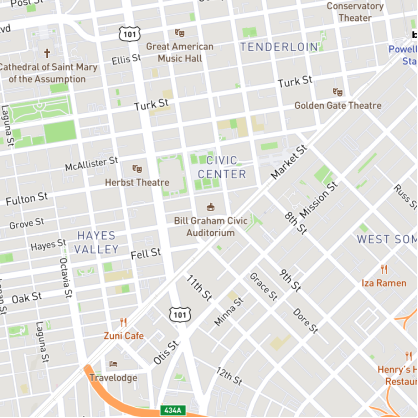 Post St
Conservatory
Theater
lvd
101
Great American
Music Hall
TENDERLOIN
Powell
Sta
Ellis St
Cathedral of Saint Mary
of the Assumption
Turk St
Golden Gate Theatre
Turk St
Laguna St
McAllister St
CIVIC
CENTER
Market St
Herbst Theatre
Mission St
Russ St
Fulton St
Bill Graham Civic
Auditorium
8th St
Grove St
HAYES
VALLEY
Hayes St
Fell St
WEST SOM
Octavia St
Iza Ramen
11th St
Grace St
9th St
Oak St
101
Minna St
Dore St
Laguna St
Zuni Cafe
Otis St
Travelodge
12th St
Henry's H
Restaur
434A